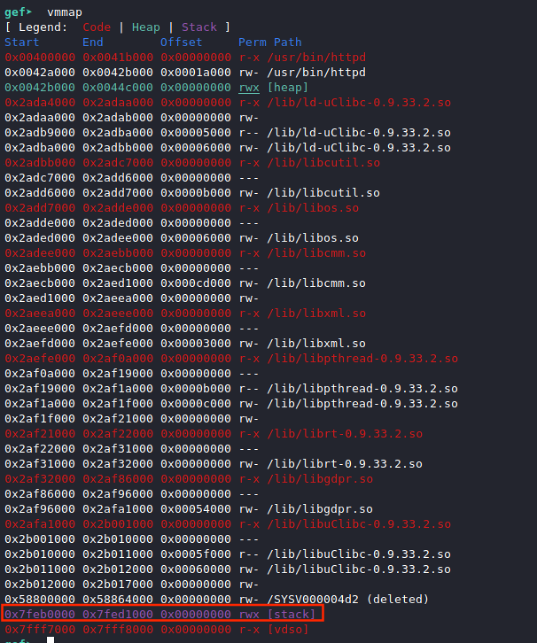 gef➤ vmmap
[ Legend: Code | Heap | Stack ]
Start End Offset Perm Path
0x00400000 0x0041b000 0x00000000 r-x /usr/bin/httpd
0x0042a000 0x0042b000 0x0001a000 rw- /usr/bin/httpd
0x0042b000 0x0044c000 0x00000000 rwx [heap]
0x2ada4000 0x2adaa000 0x00000000 r-x /lib/ld-uClibc-0.9.33.2.so
0x2adaa000 0x2adab000 0x00000000 rw-
0x2adb9000 0x2adba000 0x00005000 r-- /lib/ld-uClibc-0.9.33.2.so
0x2adba000 0x2adbb000 0x00006000 rw- /lib/ld-uClibc-0.9.33.2.so
0x2adbb000 0x2adc7000 0x00000000 r-x /lib/libcutil.so
0x2adc7000 0x2add6000 0x00000000 ---
0x2add6000 0x2add7000 0x0000b000 rw- /lib/libcutil.so
0x2add7000 0x2adde000 0x00000000 r-x /lib/libos.so
0x2adde000 0x2aded000 0x00000000 ---
0x2aded000 0x2adee000 0x00006000 rw- /lib/libos.so
0x2adee000 0x2aebb000 0x00000000 r-x /lib/libcmm.so
0x2aebb000 0x2aecb000 0x00000000 ---
0x2aecb000 0x2aed1000 0x000cd000 rw- /lib/libcmm.so
0x2aed1000 0x2aeea000 0x00000000 rw-
0x2aeea000 0x2aeee000 0x00000000 r-x /lib/libxml.so
0x2aeee000 0x2aefd000 0x00000000 ---
0x2aefd000 0x2aefe000 0x00003000 rw- /lib/libxml.so
0x2aefe000 0x2af0a000 0x00000000 r-x /lib/libpthread-0.9.33.2.so
0x2af0a000 0x2af19000 0x00000000 ---
0x2af19000 0x2af1a000 0x0000b000 r-- /lib/libpthread-0.9.33.2.so
0x2af1a000 0x2af1f000 0x0000c000 rw- /lib/libpthread-0.9.33.2.so
0x2af1f000 0x2af21000 0x00000000 rw-
0x2af21000 0x2af22000 0x00000000 r-x /lib/librt-0.9.33.2.so
0x2af22000 0x2af31000 0x00000000 ---
0x2af31000 0x2af32000 0x00000000 rw- /lib/librt-0.9.33.2.so
0x2af32000 0x2af86000 0x00000000 r-x /lib/libgdpr.so
0x2af86000 0x2af96000 0x00000000 ---
0x2af96000 0x2afa1000 0x00054000 rw- /lib/libgdpr.so
0x2afa1000 0x2b001000 0x00000000 r-x /lib/libuClibc-0.9.33.2.so
0x2b001000 0x2b010000 0x00000000 ---
0x2b010000 0x2b011000 0x0005f000 r-- /lib/libuClibc-0.9.33.2.so
0x2b011000 0x2b012000 0x00060000 rw- /lib/libuClibc-0.9.33.2.so
0x2b012000 0x2b017000 0x00000000 rw-
0x58800000 0x58864000 0x00000000 rw- /SYSV000004d2 (deleted)
0x7feb0000 0x7fed1000 0x00000000 rwx [stack]
0x7fff7000 0x7fff8000 0x00000000 r-x [vdso]